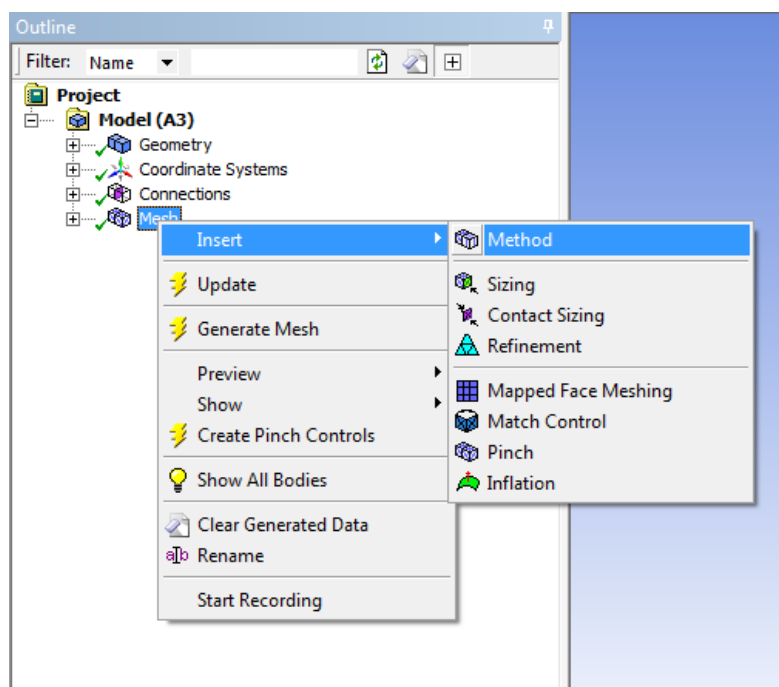 Outline
Filter: Name
Project
Model (A3)
Geometry
Coordinate Systems
Connections
Mesh
Insert
Update
Generate Mesh
Preview
Show
Create Pinch Controls
Show All Bodies
Clear Generated Data
a]b Rename
Start Recording
Method
Sizing
Contact Sizing
Refinement
Mapped Face Meshing
Match Control
Pinch
Inflation